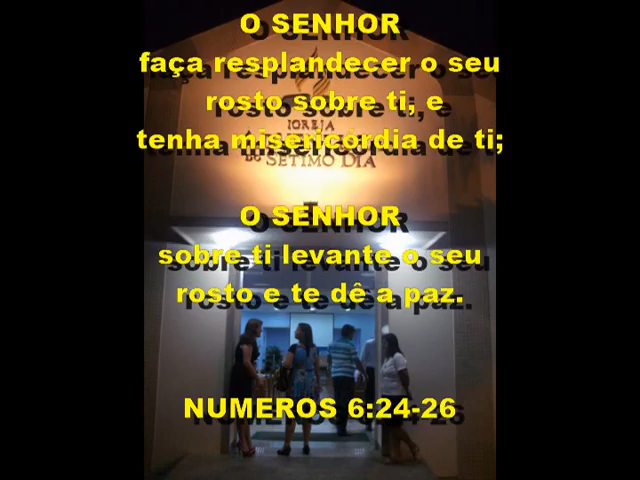 O SENHOR
faça resplandecer o seu
rosto sobre ti, e
tenha misericórdia de ti;
IGREJA
SÉTIMO DIA
O SENHOR
sobre ti levante o seu
rosto e te dê a paz.
NUMEROS 6:24-26